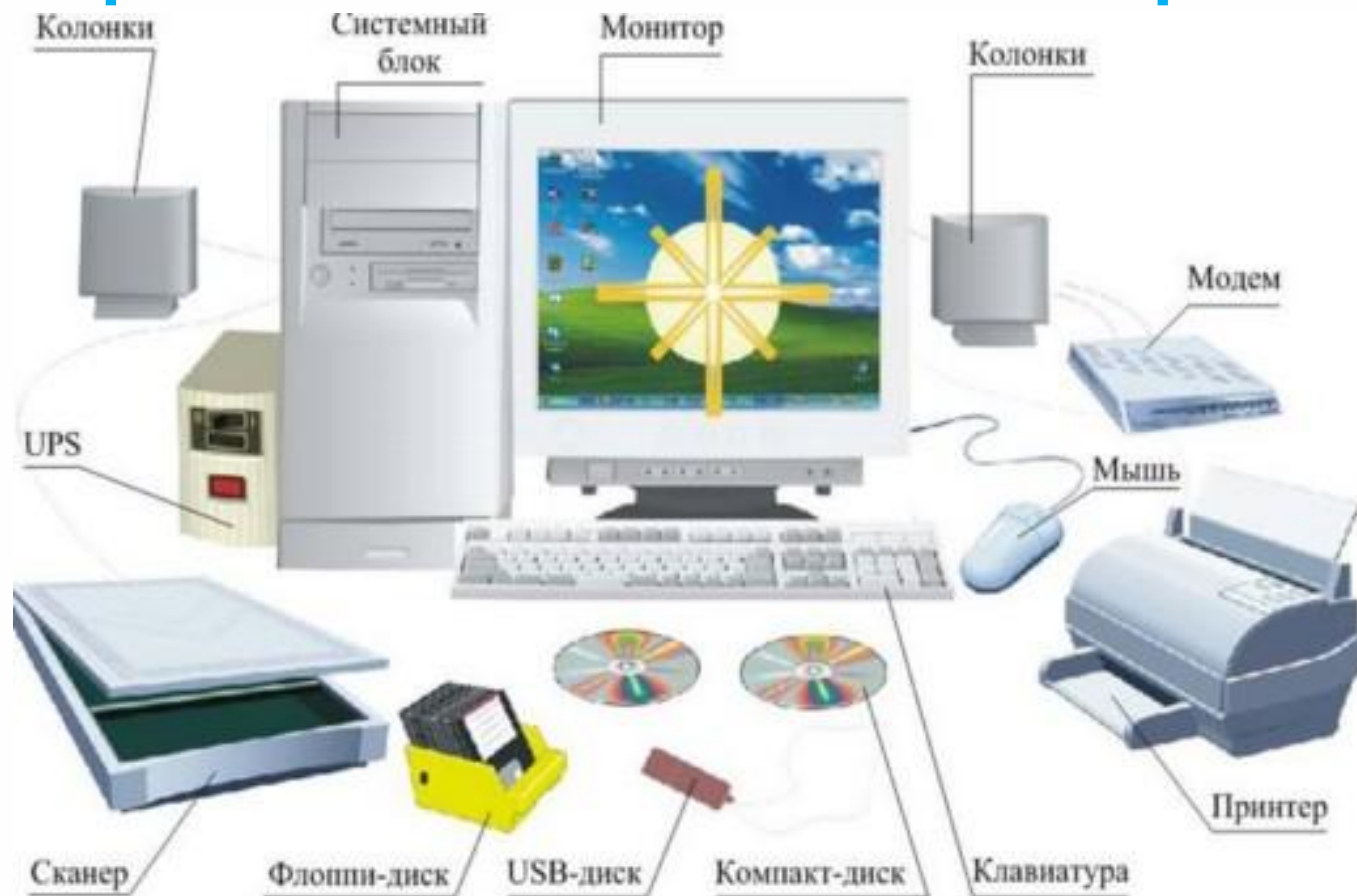 Колонки
Системный
блок
Монитор
Колонки
Модем
UPS
Мышь
Принтер
Сканер
Флоппи-диск
USB-диск
Компакт-диск
Клавиатура